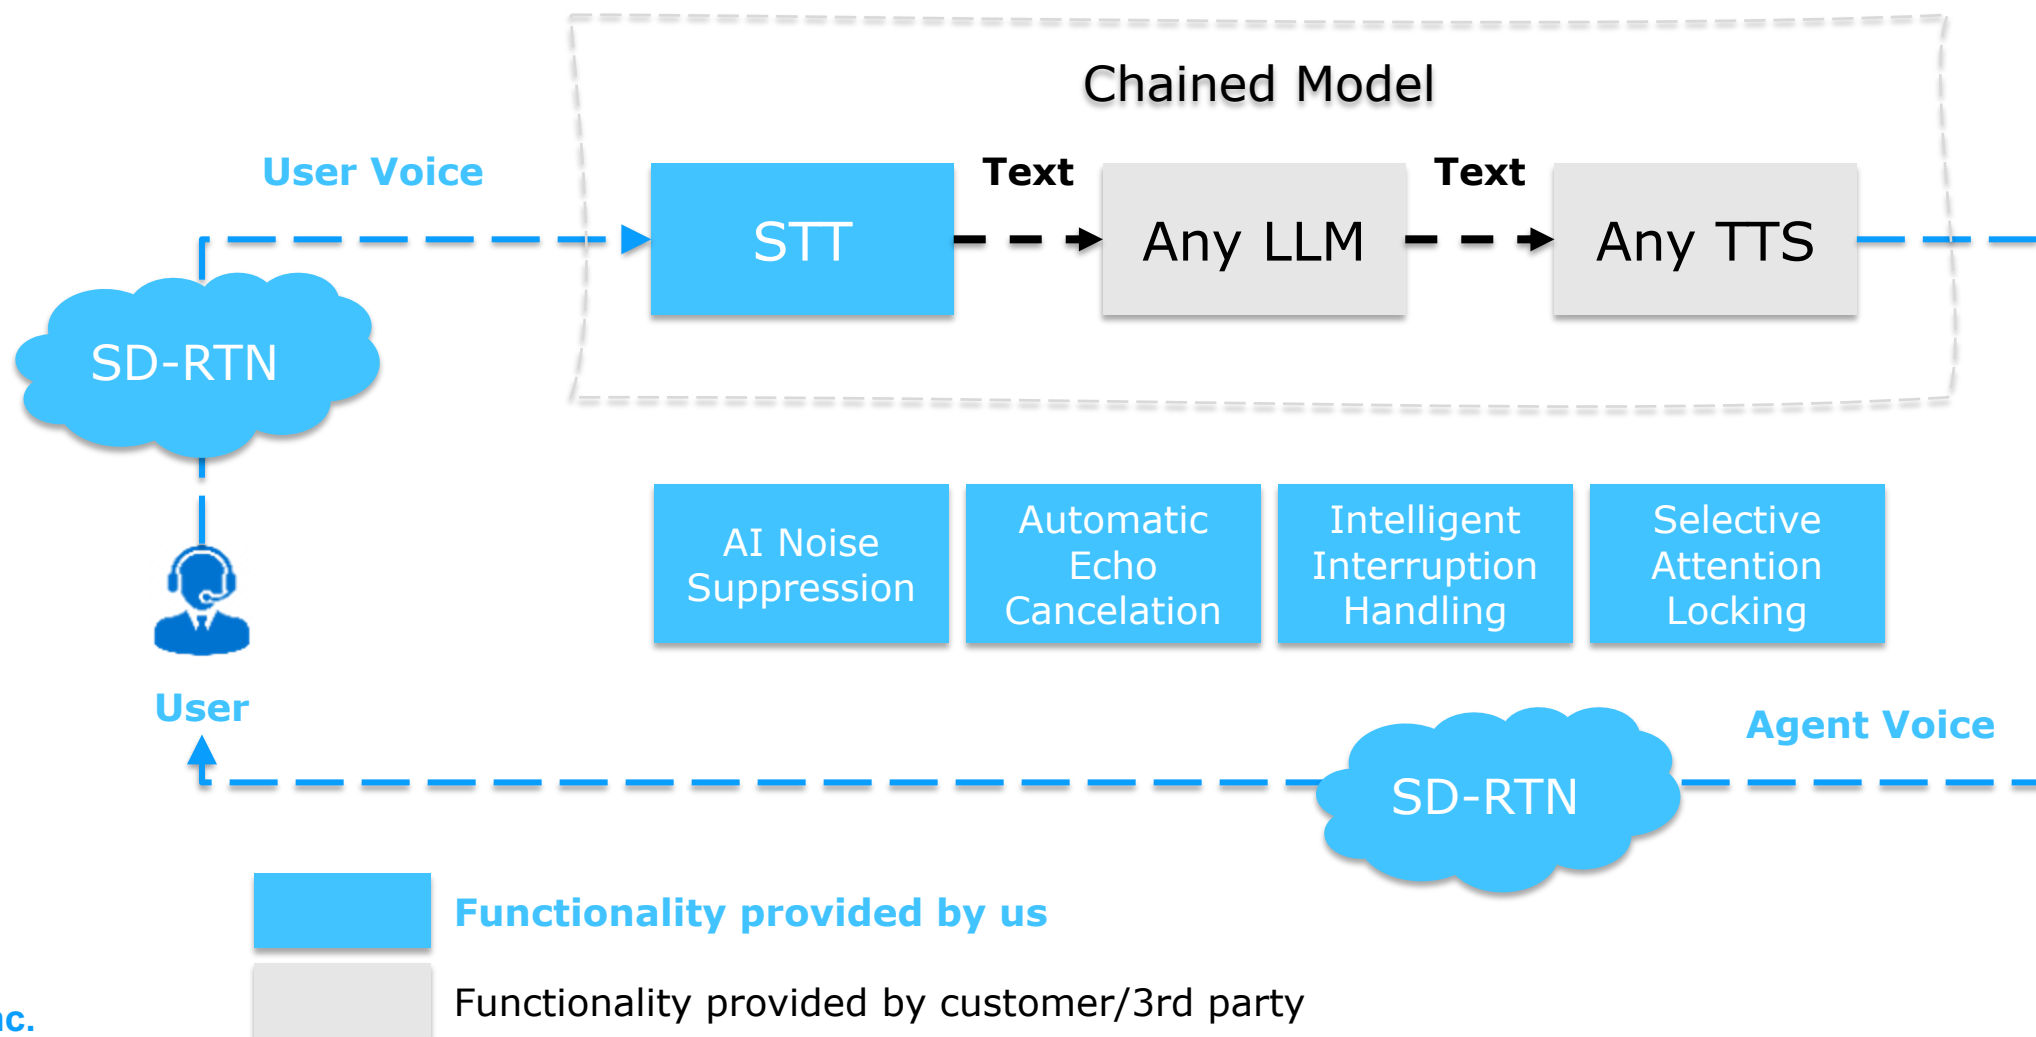 Chained Model
User Voice
Text
Text
STT
Any LLM
Any TTS
SD-RTN
AI Noise
Suppression
Automatic
Echo
Cancelation
Intelligent
Interruption
Handling
Selective
Attention
Locking
User
Agent Voice
SD-RTN
Functionality provided by us
Functionality provided by customer/3rd party